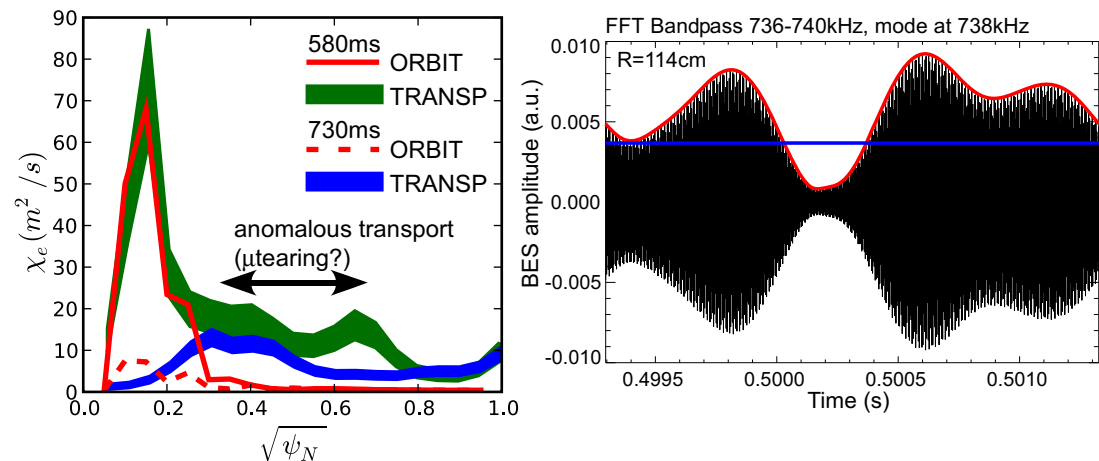 580ms
ORBIT
TRANSP
730ms
ORBIT
TRANSP
anomalous transport
(μtearing?)
90
80
70
60
50
40
30
20
10
0
0.0 0.2 0.4 0.6 0.8 1.0
χ_e (m² /s)
√ψ_N
FFT Bandpass 736-740kHz, mode at 738kHz
R=114cm
0.010
0.005
0.000
-0.005
-0.010
0.4995 0.5000 0.5005 0.5010
BES amplitude (a.u.)
Time (s)